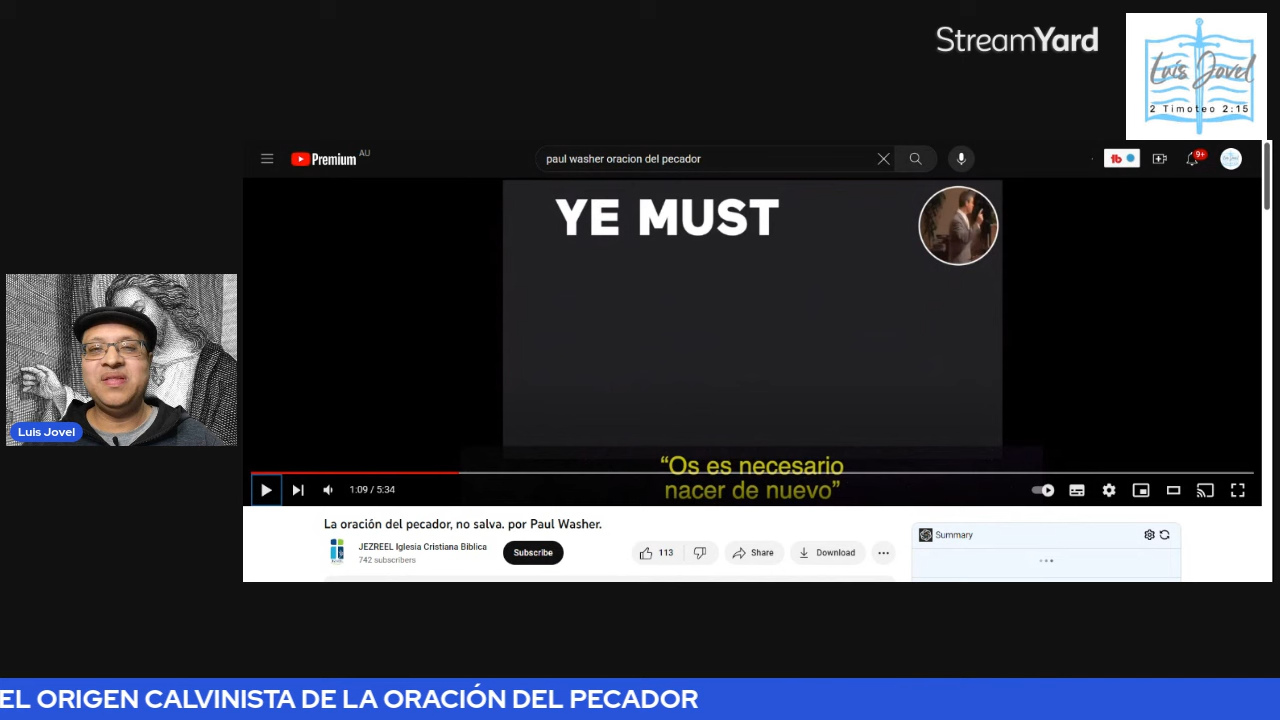 StreamYard
Luis Jovel
2 Timoteo 2:15
Premium AU
paul washer oracion del pecador
9+
YE MUST
“Os es necesario
nacer de nuevo”
1:09 / 5:34
La oración del pecador, no salva. por Paul Washer.
JEZREEL Iglesia Cristiana Biblica
742 subscribers
Subscribe
113
Share
Download
Summary
Luis Jovel
EL ORIGEN CALVINISTA DE LA ORACIÓN DEL PECADOR